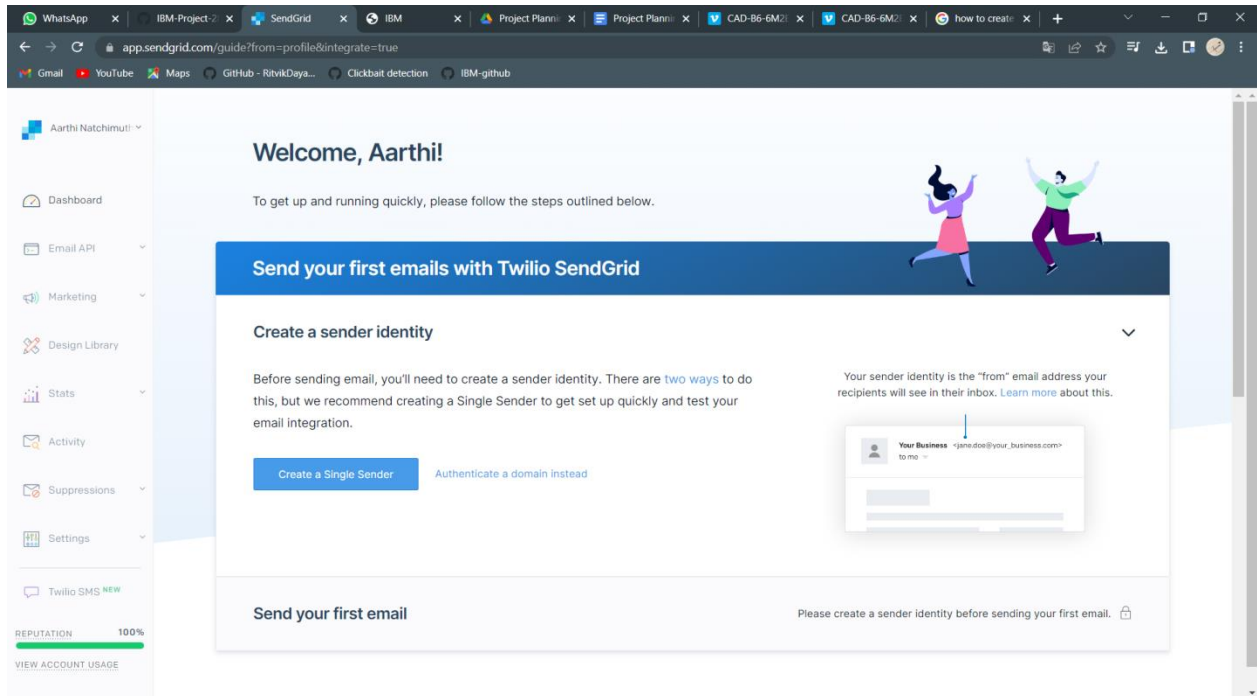 WhatsApp
IBM-Project-2
SendGrid
IBM
Project Plannin
Project Plannin
CAD-B6-6M2
CAD-B6-6M2
how to create
app.sendgrid.com/guide?from=profile&integrate=true
Gmail
YouTube
Maps
GitHub - RitvikDaya...
Clickbait detection
IBM-github
Aarthi Natchimuth
Dashboard
Email API
Marketing
Design Library
Stats
Activity
Suppressions
Settings
Twilio SMS NEW
REPUTATION 100%
VIEW ACCOUNT USAGE
Welcome, Aarthi!
To get up and running quickly, please follow the steps outlined below.
Send your first emails with Twilio SendGrid
Create a sender identity
Before sending email, you'll need to create a sender identity. There are two ways to do
this, but we recommend creating a Single Sender to get set up quickly and test your
email integration.
Create a Single Sender
Authenticate a domain instead
Your sender identity is the "from" email address your
recipients will see in their inbox. Learn more about this.
Your Business <jane.doe@your_business.com>
to me
Send your first email
Please create a sender identity before sending your first email.